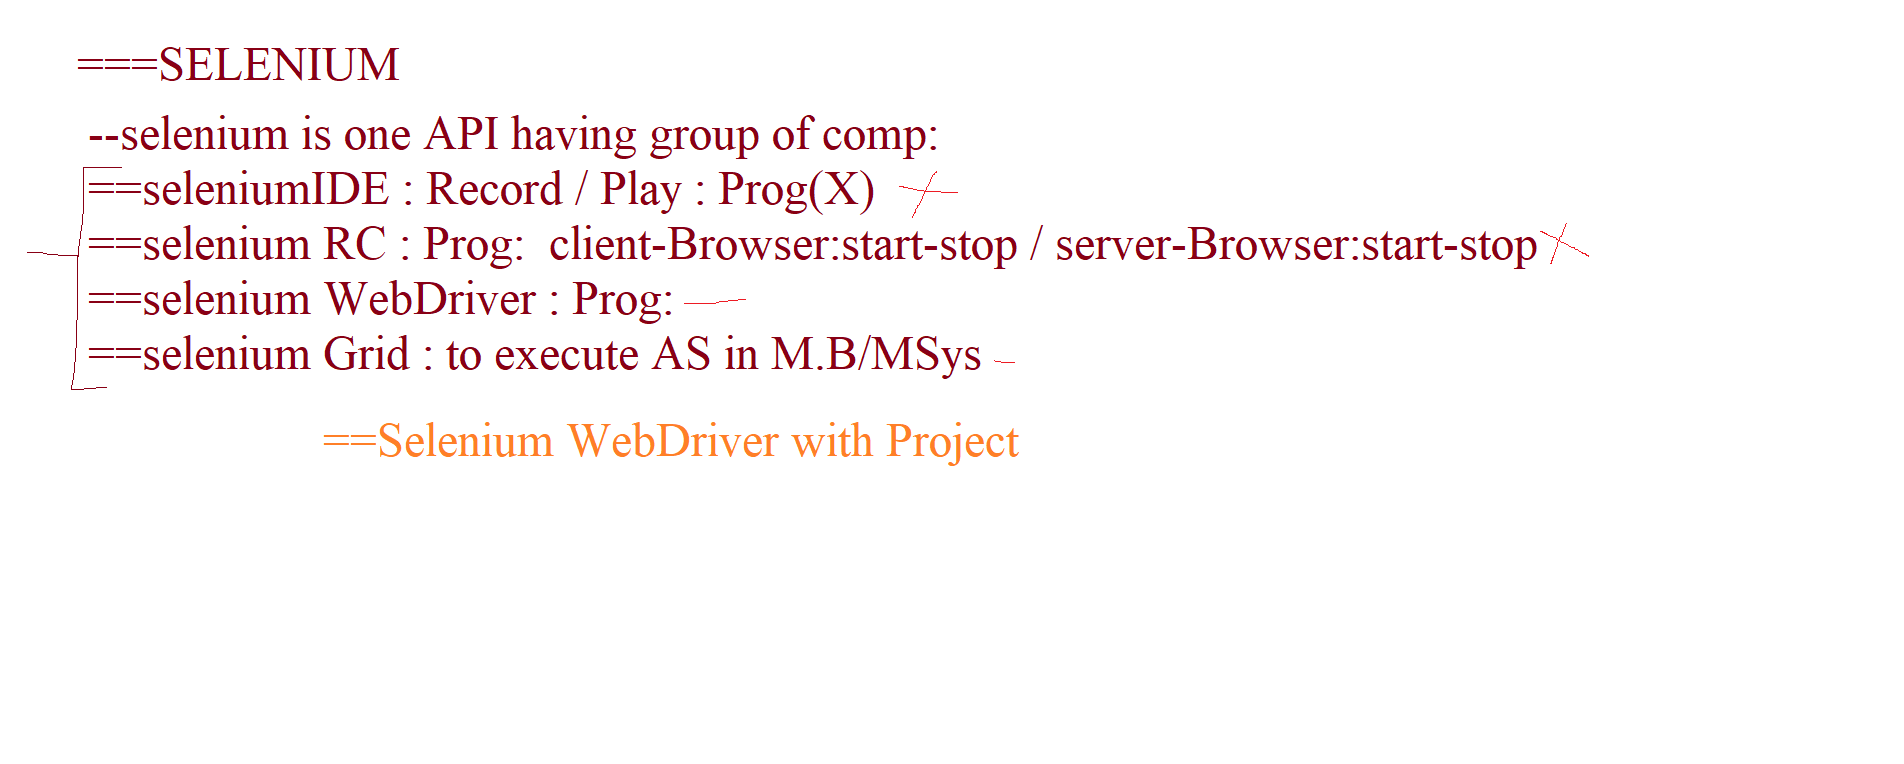 ===SELENIUM
--selenium is one API having group of comp:
==seleniumIDE : Record / Play : Prog(X)
==selenium RC : Prog:  client-Browser:start-stop / server-Browser:start-stop
==selenium WebDriver : Prog:
==selenium Grid : to execute AS in M.B/MSys
==Selenium WebDriver with Project